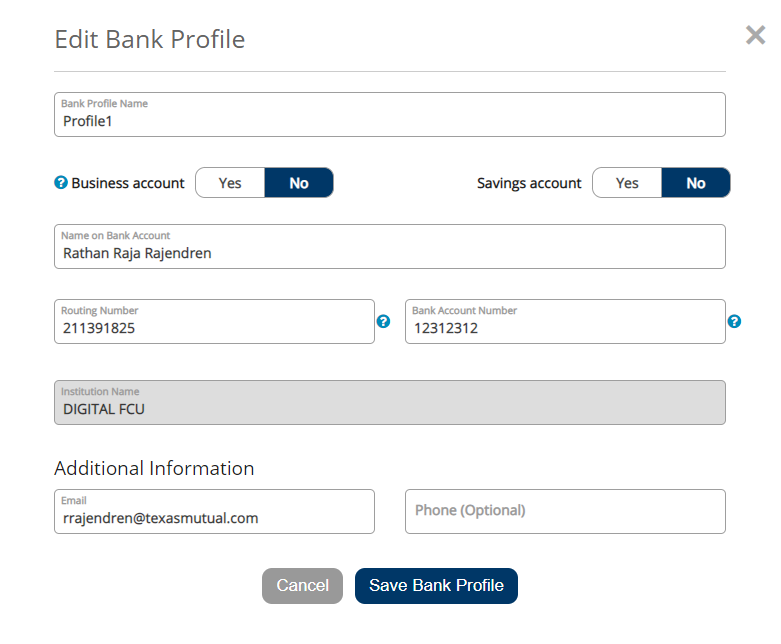 Edit Bank Profile
Bank Profile Name
Profile1
? Business account Yes No Savings account Yes No
Name on Bank Account
Rathan Raja Rajendren
Routing Number Bank Account Number
211391825 ? 12312312 ?
Institution Name
DIGITAL FCU
Additional Information
Email
rrajendren@texasmutual.com Phone (Optional)
Cancel Save Bank Profile